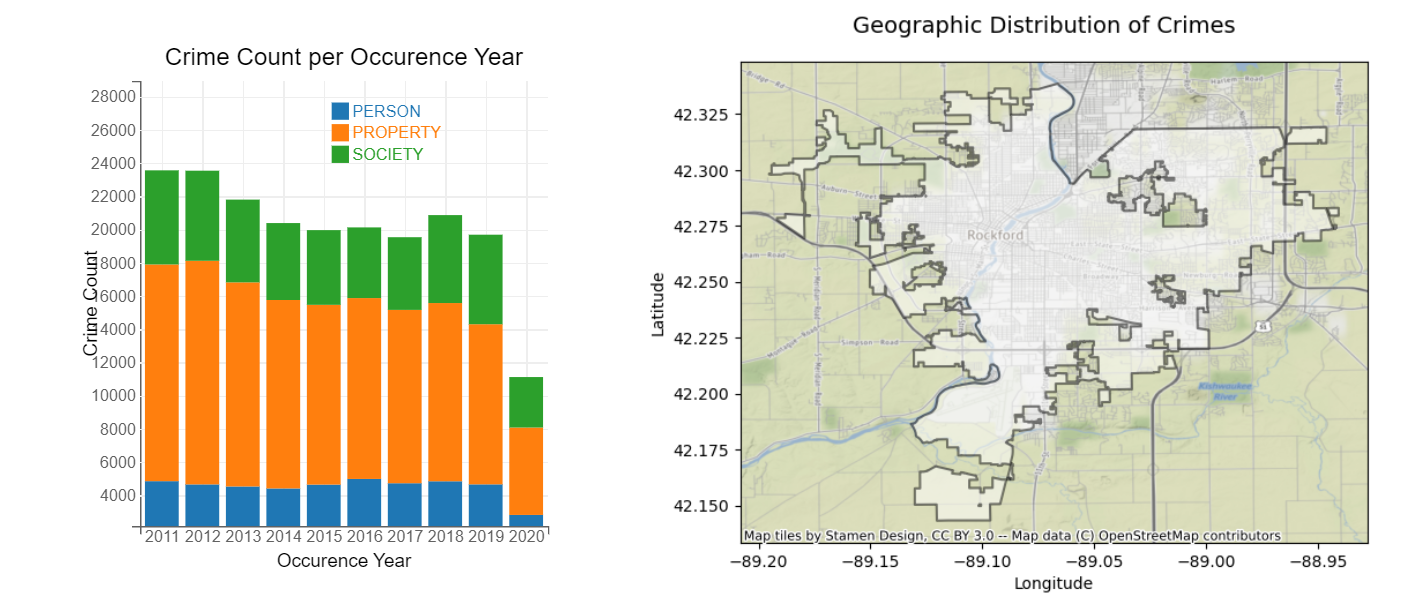 Crime Count per Occurence Year
28000
26000
24000
22000
20000
18000
16000
14000
12000
10000
8000
6000
4000
Crime Count
PERSON
PROPERTY
SOCIETY
2011 2012 2013 2014 2015 2016 2017 2018 2019 2020
Occurence Year
Geographic Distribution of Crimes
42.325
42.300
42.275
42.250
42.225
42.200
42.175
42.150
Latitude
Rockford
Simpson-Road
Kishwaukee
River
Map tiles by Stamen Design, CC BY 3.0 -- Map data (C) OpenStreetMap contributors
−89.20 −89.15 −89.10 −89.05 −89.00 −88.95
Longitude